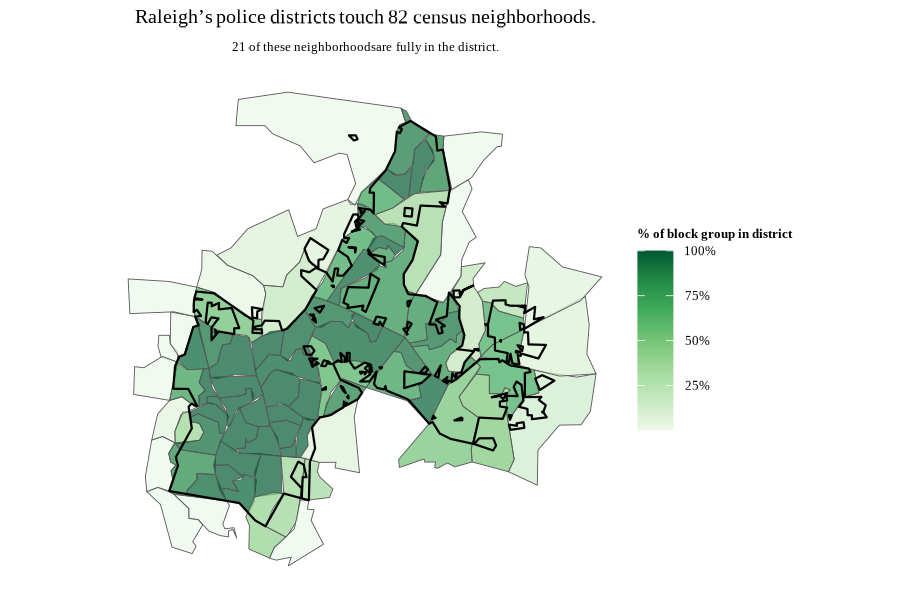 Raleigh's police districts touch 82 census neighborhoods.
21 of these neighborhoodsare fully in the district.
% of block group in district
100%
75%
50%
25%